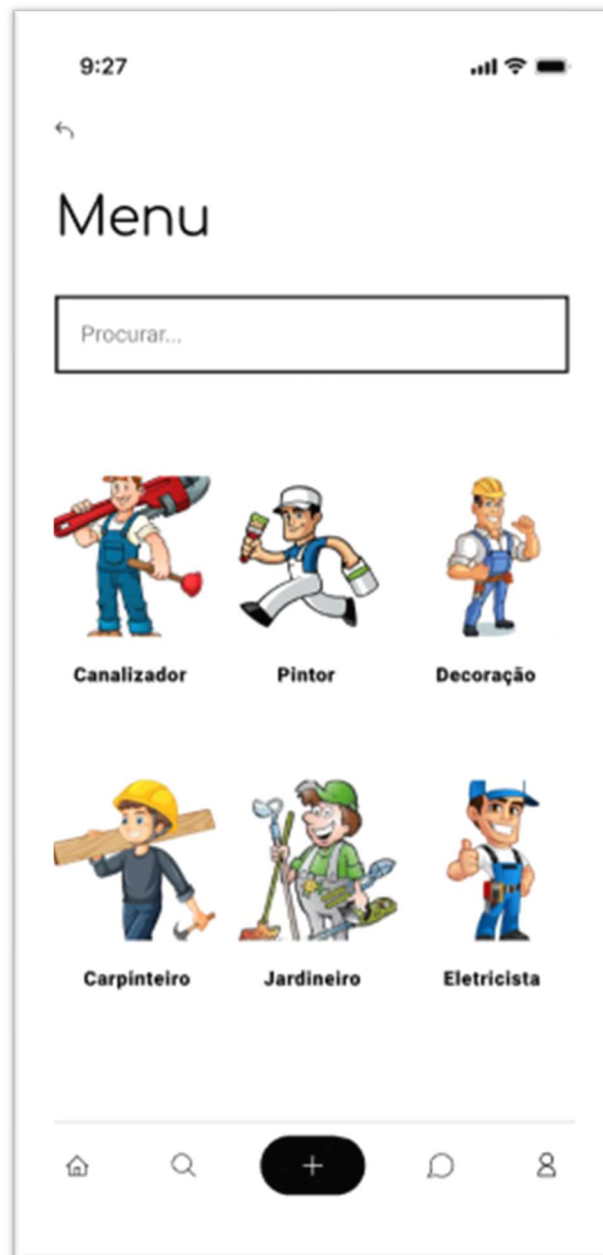 9:27
Menu
Procurar...
Canalizador Pintor Decoração
Carpinteiro Jardineiro Eletricista